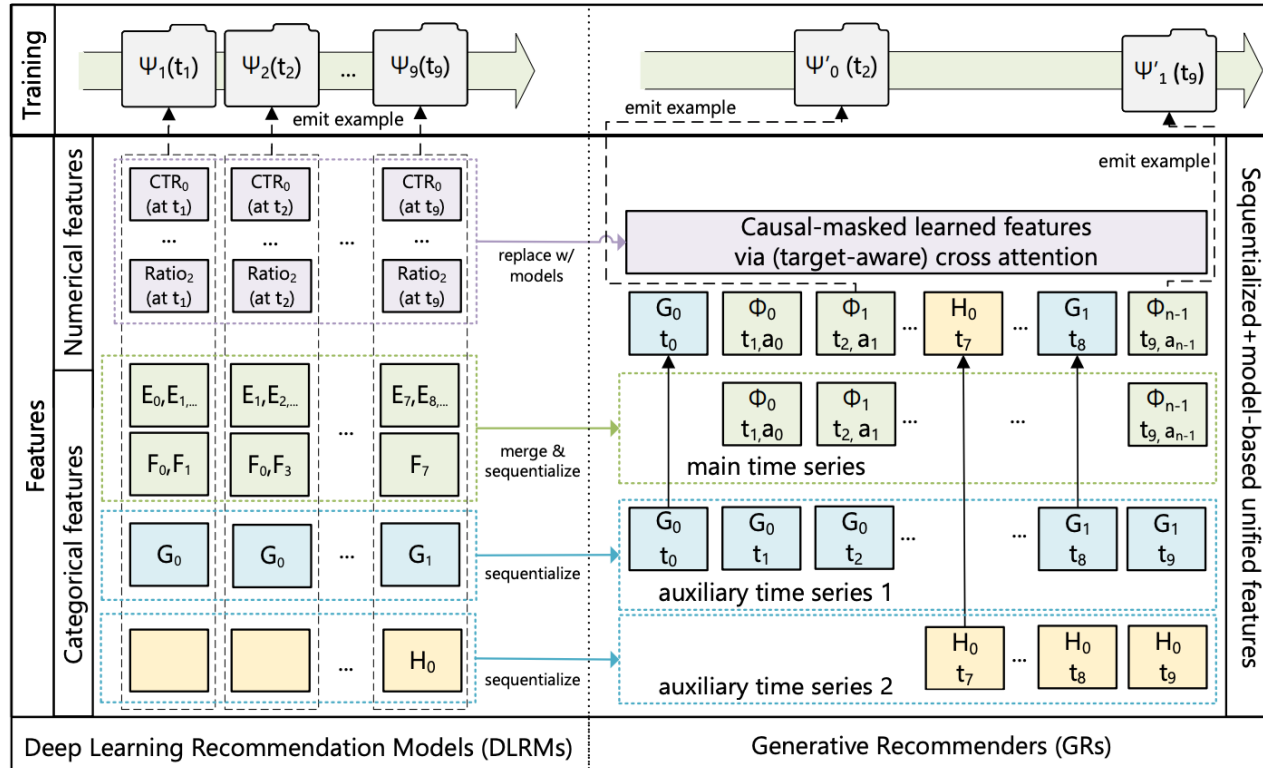 Training
Ψ1(t1)
Ψ2(t2)
...
Ψ9(t9)
emit example
Ψ'0 (t2)
Ψ'1 (t9)
emit example
emit example
Features
Numerical features
CTR0
(at t1)
CTR0
(at t2)
CTR0
(at t9)
...
...
...
...
Ratio2
(at t1)
Ratio2
(at t2)
Ratio2
(at t9)
replace w/
models
Causal-masked learned features
via (target-aware) cross attention
G0
t0
Φ0
t1,a0
Φ1
t2, a1
...
H0
t7
...
G1
t8
Φn-1
t9, an-1
Categorical features
E0,E1,...
E1,E2,...
E7,E8,...
...
F0,F1
F0,F3
F7
merge &
sequentialize
Φ0
t1,a0
Φ1
t2, a1
...
...
Φn-1
t9, an-1
main time series
G0
G0
...
G1
sequentialize
G0
t0
G0
t1
G0
t2
...
...
G1
t8
G1
t9
auxiliary time series 1
...
H0
sequentialize
H0
t7
...
H0
t8
H0
t9
auxiliary time series 2
Sequentialized+model-based unified features
Deep Learning Recommendation Models (DLRMs)
Generative Recommenders (GRs)